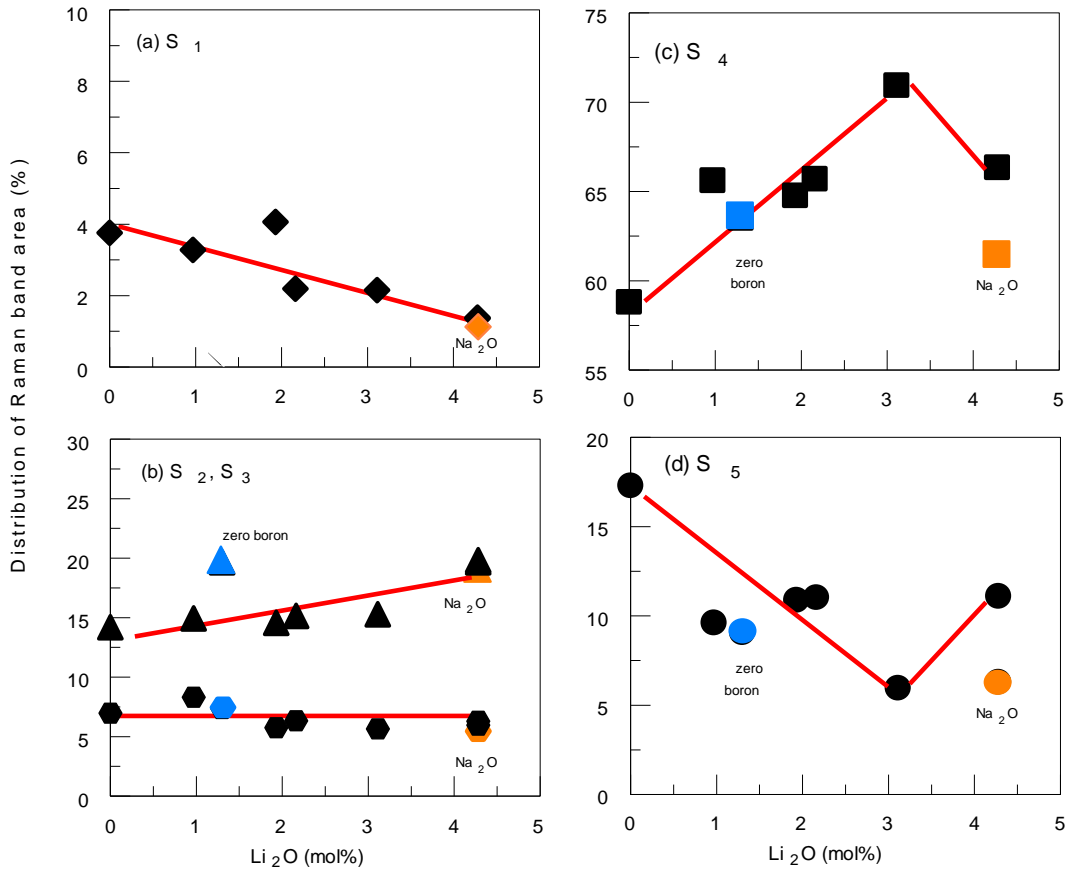 Distribution of Raman band area (%)
(a) S 1
10
8
6
4
2
0
0 1 2 3 4 5
Na 2 O
(c) S 4
75
70
65
60
55
0 1 2 3 4 5
zero
boron
Na 2 O
(b) S 2 , S 3
30
25
20
15
10
5
0
zero boron
Na 2 O
Na 2 O
0 1 2 3 4 5
Li 2 O (mol%)
(d) S 5
20
15
10
5
0
zero
boron
Na 2 O
0 1 2 3 4 5
Li 2 O (mol%)